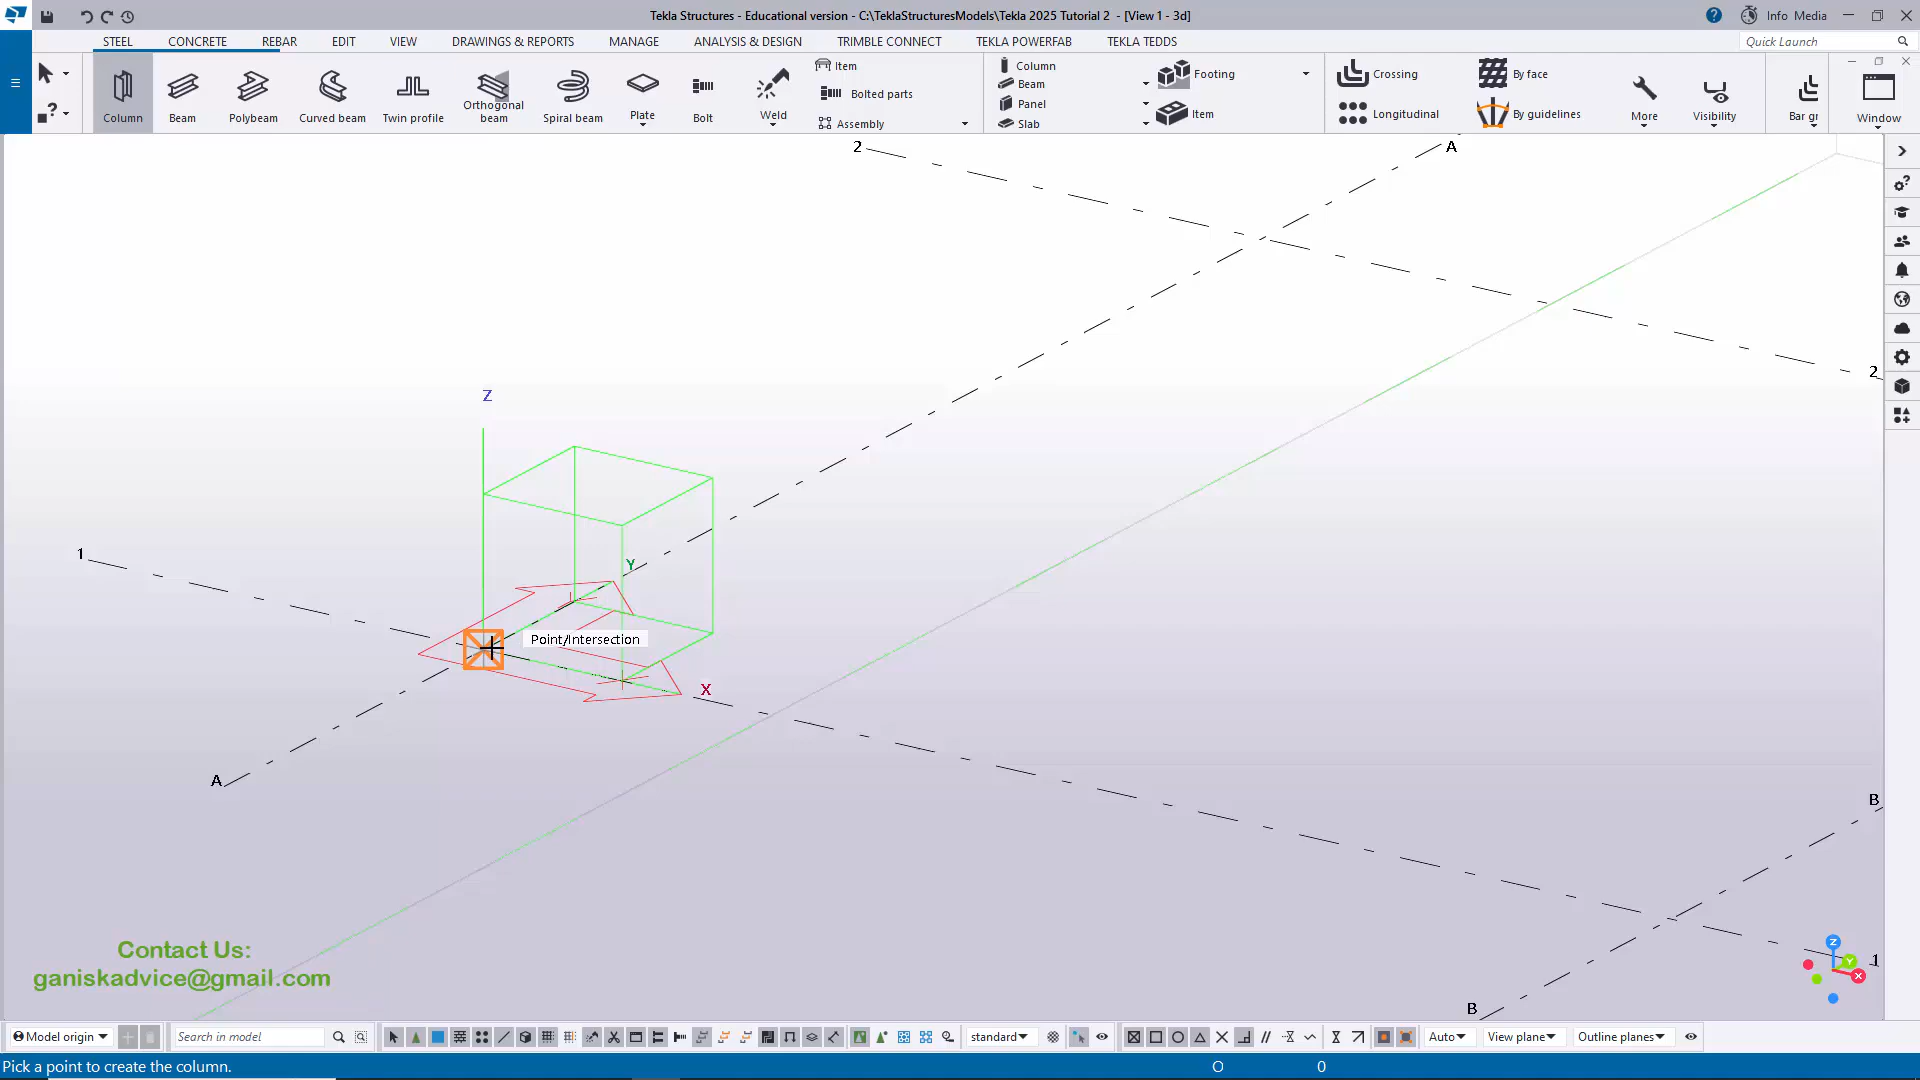 Tekla Structures - Educational version - C:\TeklaStructuresModels\Tekla 2025 Tutorial 2 - [View 1 - 3d]
Info Media
STEEL CONCRETE REBAR EDIT VIEW DRAWINGS & REPORTS MANAGE ANALYSIS & DESIGN TRIMBLE CONNECT TEKLA POWERFAB TEKLA TEDDS
Quick Launch
Column
Beam
Polybeam
Curved beam
Twin profile
Orthogonal
beam
Spiral beam
Plate
Bolt
Weld
Item
Bolted parts
Assembly
Column
Beam
Panel
Slab
Footing
Item
Crossing
Longitudinal
By face
By guidelines
More
Visibility
Bar gr
Window
2
A
2
Z
1
Y
Point/Intersection
X
A
B
1
B
Z
Y
X
Contact Us:
ganiskadvice@gmail.com
Model origin
Search in model
standard
Auto
View plane
Outline planes
Pick a point to create the column.
O
0